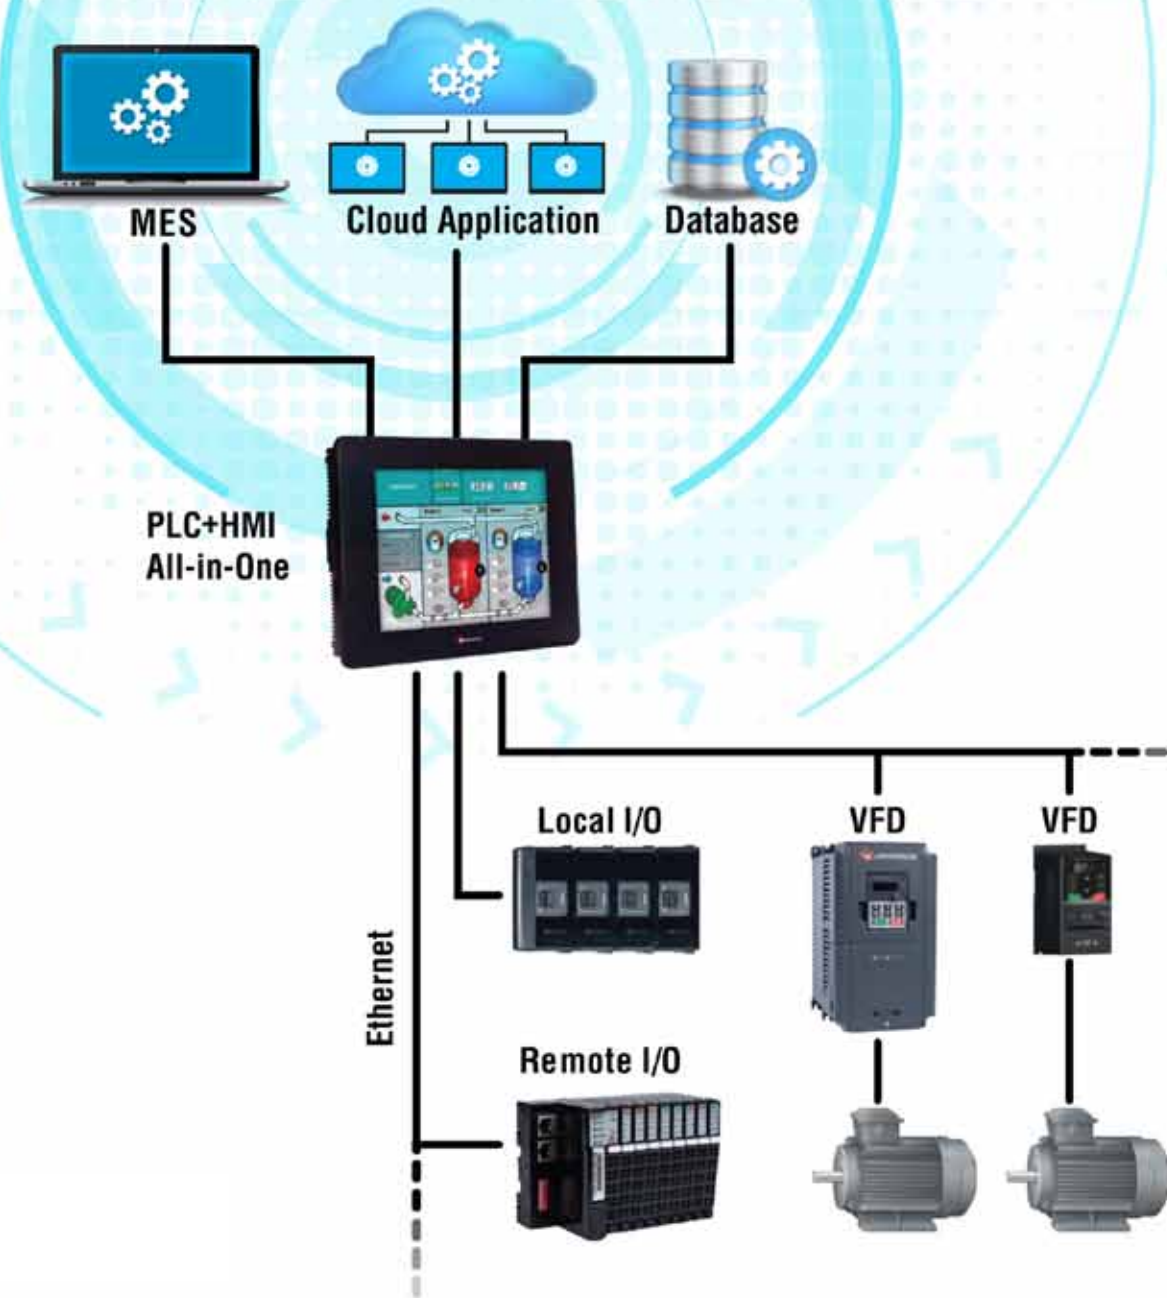 MES
Cloud Application
Database
PLC+HMI
All-in-One
Local I/O
VFD
VFD
Ethernet
Remote I/O